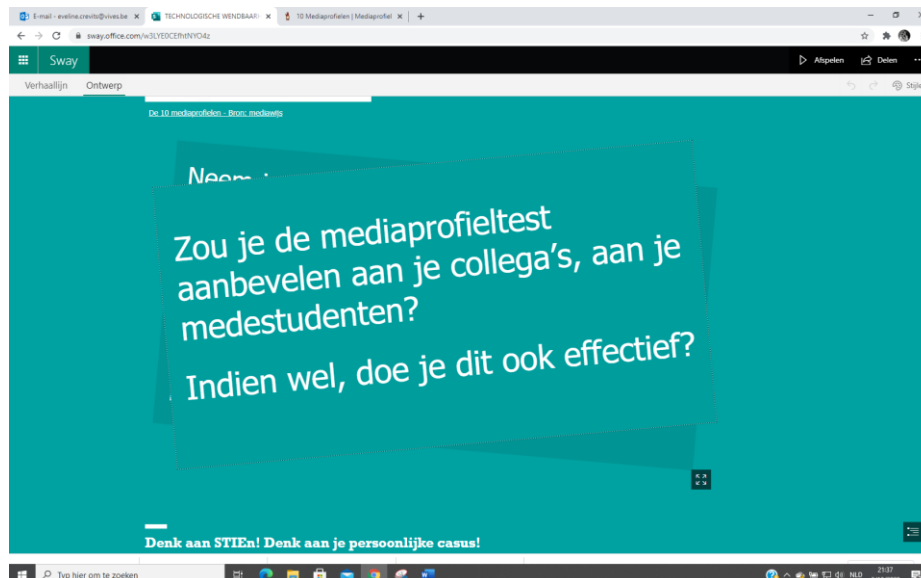 E-mail - eveline.crevits@vives.be
TECHNOLOGISCHE WENDBAAR
10 Mediaprofielen | Mediaprofiel
sway.office.com/w3LYE0CEfhtNYO4z
Sway
Afspelen
Delen
Verhaallijn
Ontwerp
De 10 mediaprofielen - Bron: mediawijs
Neem
Zou je de mediaprofieltest
aanbevelen aan je collega's, aan je
medestudenten?
Indien wel, doe je dit ook effectief?
Denk aan STIEn! Denk aan je persoonlijke casus!
Typ hier om te zoeken
NLD
21:37